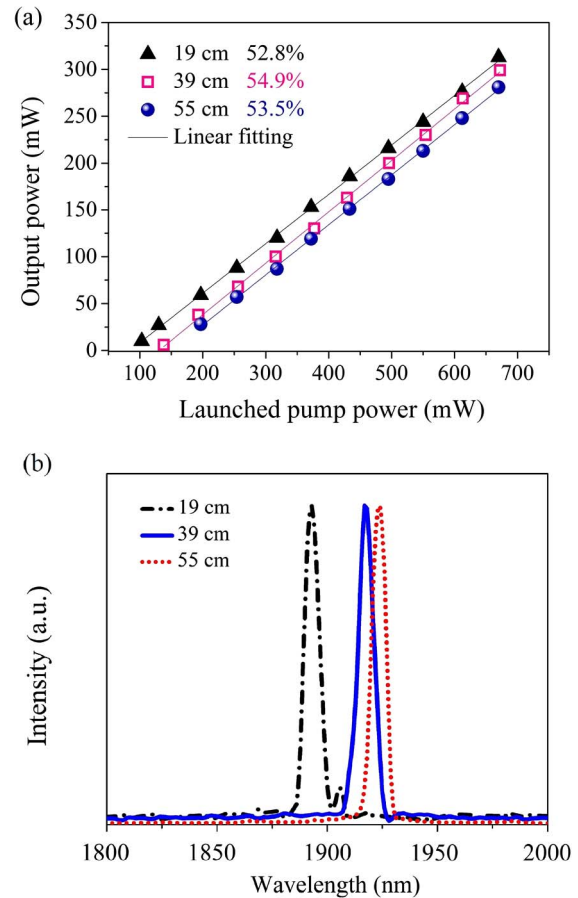 (a)
350
300
250
200
150
100
50
0
Output power (mW)
19 cm 52.8%
39 cm 54.9%
55 cm 53.5%
Linear fitting
100 200 300 400 500 600 700
Launched pump power (mW)
(b)
Intensity (a.u.)
19 cm
39 cm
55 cm
1800 1850 1900 1950 2000
Wavelength (nm)